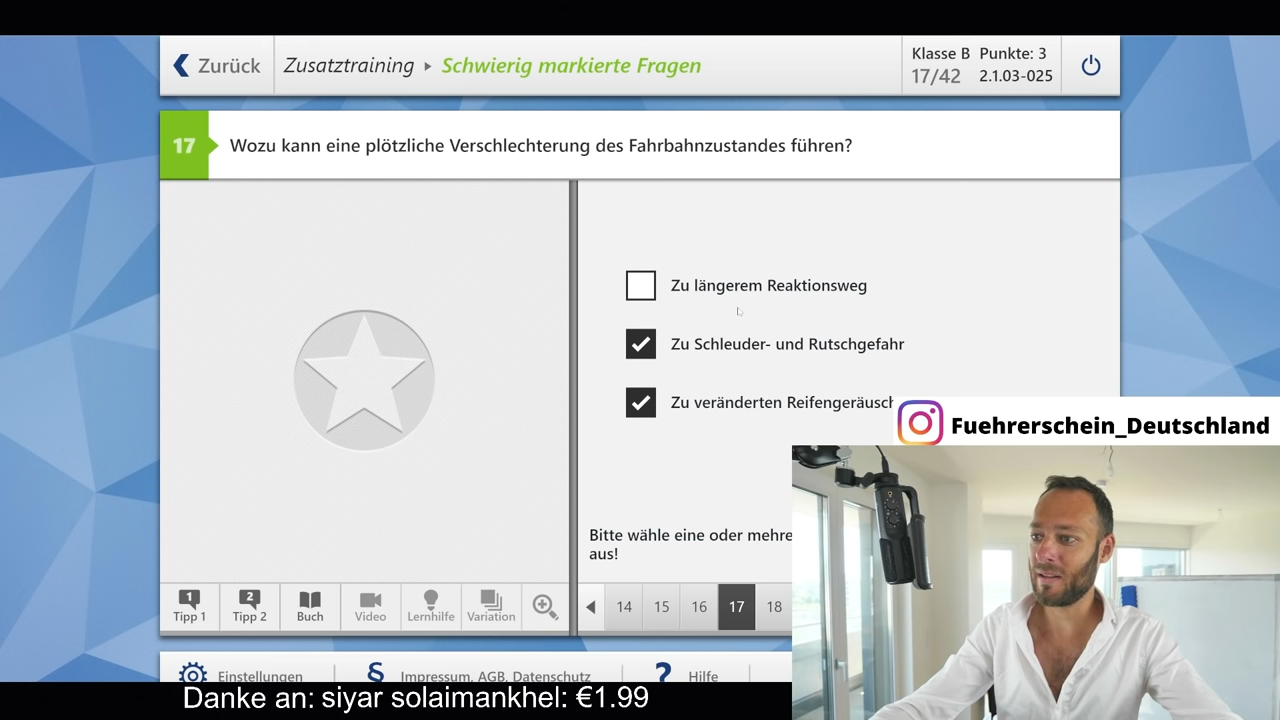 Zurück
Zusatztraining ▸ Schwierig markierte Fragen
Klasse B Punkte: 3
17/42 2.1.03-025
17
Wozu kann eine plötzliche Verschlechterung des Fahrbahnzustandes führen?
Zu längerem Reaktionsweg
Zu Schleuder- und Rutschgefahr
Zu veränderten Reifengeräusch
Fuehrerschein_Deutschland
Bitte wähle eine oder mehre
aus!
1 Tipp 1
2 Tipp 2
Buch
Video
Lernhilfe
Variation
14 15 16 17 18
Einstellungen
§ Impressum, AGB, Datenschutz
? Hilfe
Danke an: siyar solaimankhel: €1.99